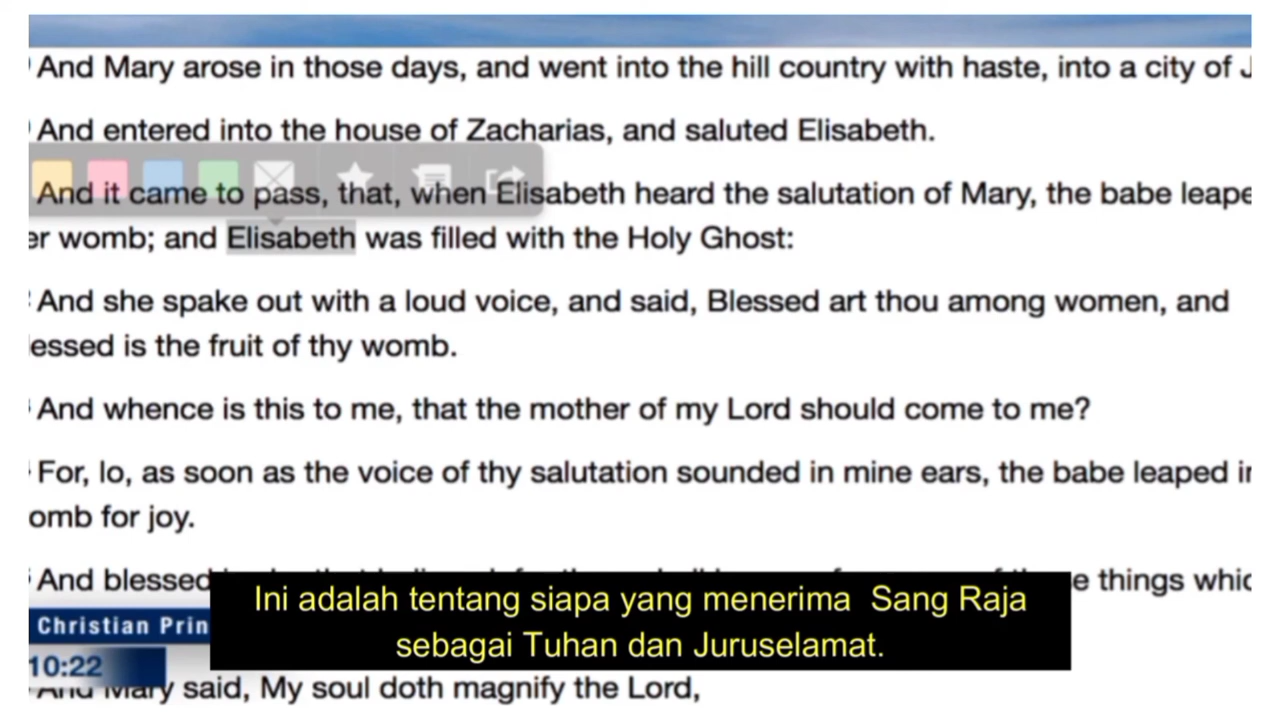 And Mary arose in those days, and went into the hill country with haste, into a city of
And entered into the house of Zacharias, and saluted Elisabeth.
And it came to pass, that, when Elisabeth heard the salutation of Mary, the babe leape
er womb; and Elisabeth was filled with the Holy Ghost:
And she spake out with a loud voice, and said, Blessed art thou among women, and
lessed is the fruit of thy womb.
And whence is this to me, that the mother of my Lord should come to me?
For, lo, as soon as the voice of thy salutation sounded in mine ears, the babe leaped
omb for joy.
And blessed
e things whic
Ini adalah tentang siapa yang menerima Sang Raja
sebagai Tuhan dan Juruselamat.
Christian Prin
10:22
And Mary said, My soul doth magnify the Lord,